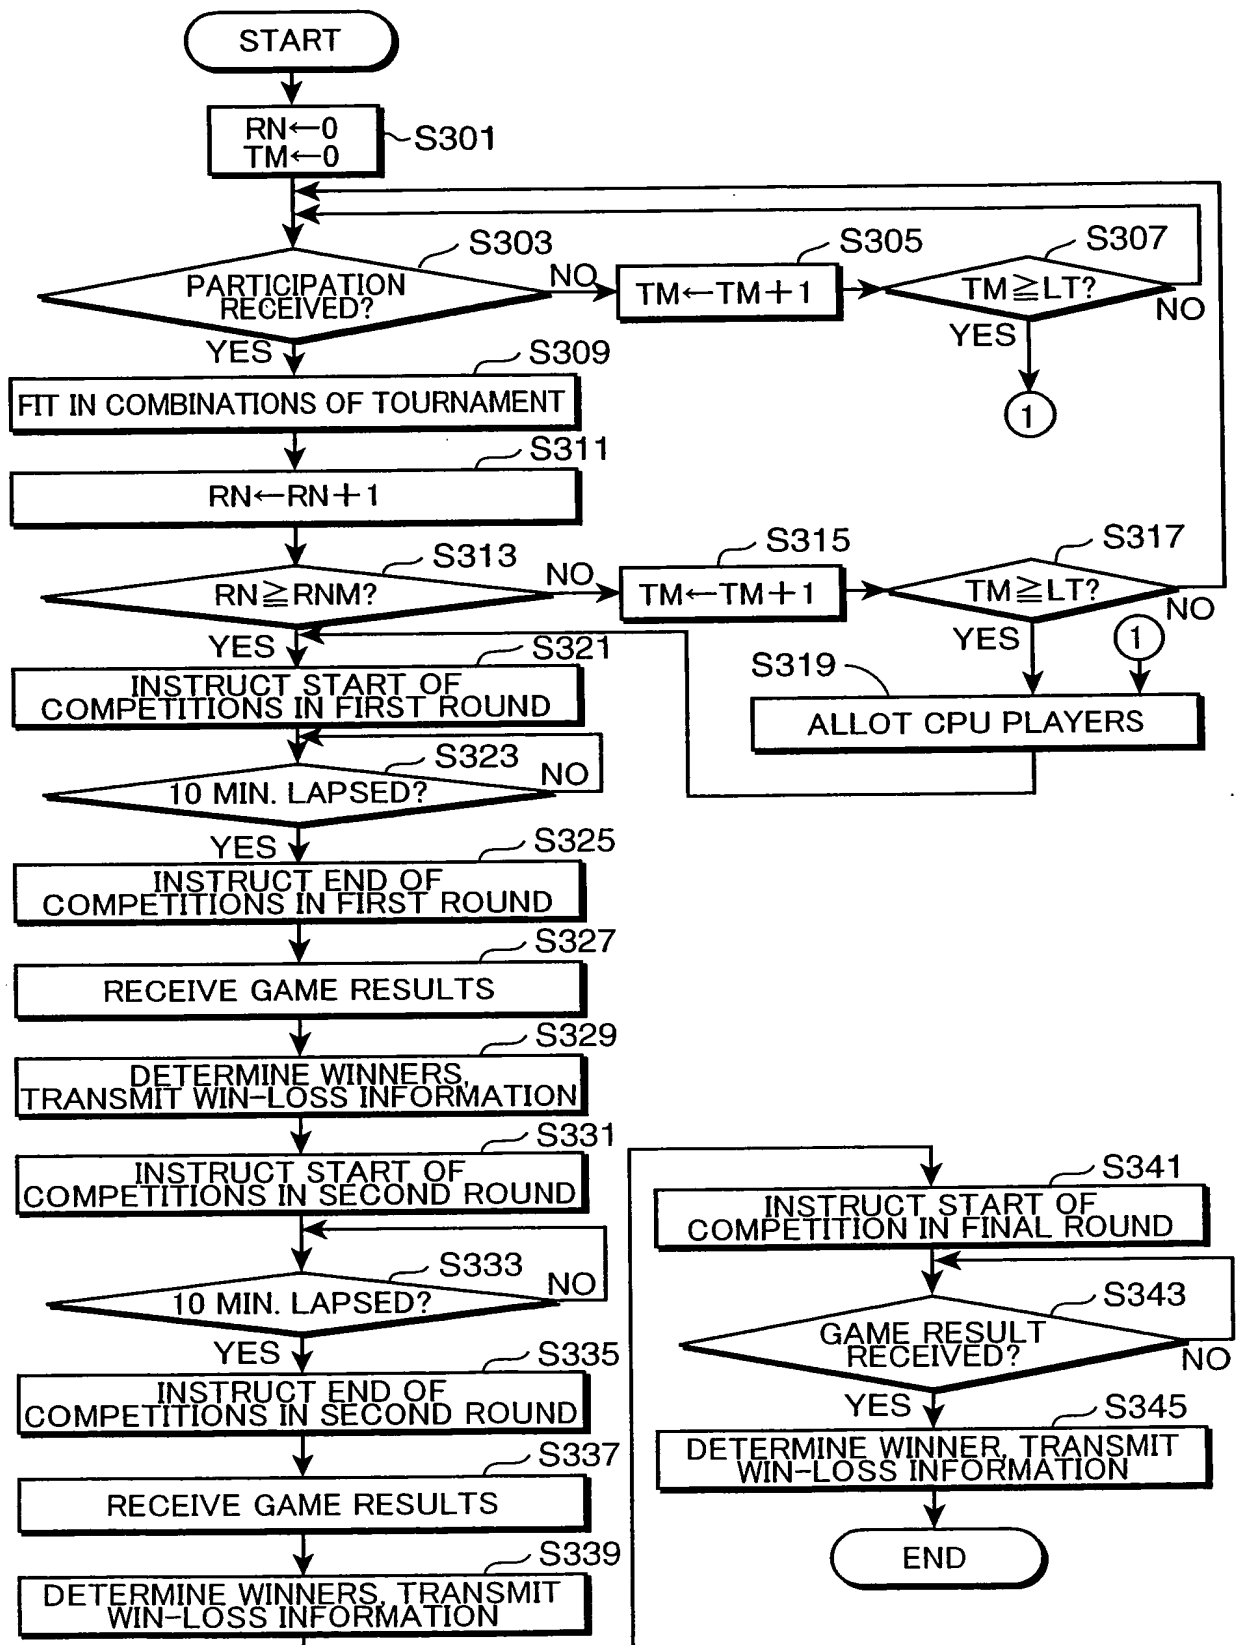 START
RN←0
TM←0
S301
S303
PARTICIPATION
RECEIVED?
NO
YES
S305
TM←TM+1
S307
TM≧LT?
NO
YES
1
S309
FIT IN COMBINATIONS OF TOURNAMENT
S311
RN←RN+1
S313
RN≧RNM?
NO
YES
S315
TM←TM+1
S317
TM≧LT?
NO
YES
1
S319
ALLOT CPU PLAYERS
S321
INSTRUCT START OF
COMPETITIONS IN FIRST ROUND
S323
10 MIN. LAPSED?
NO
YES
S325
INSTRUCT END OF
COMPETITIONS IN FIRST ROUND
S327
RECEIVE GAME RESULTS
S329
DETERMINE WINNERS,
TRANSMIT WIN-LOSS INFORMATION
S331
INSTRUCT START OF
COMPETITIONS IN SECOND ROUND
S333
10 MIN. LAPSED?
NO
YES
S335
INSTRUCT END OF
COMPETITIONS IN SECOND ROUND
S337
RECEIVE GAME RESULTS
S339
DETERMINE WINNERS, TRANSMIT
WIN-LOSS INFORMATION
S341
INSTRUCT START OF
COMPETITION IN FINAL ROUND
S343
GAME RESULT
RECEIVED?
NO
YES
S345
DETERMINE WINNER, TRANSMIT
WIN-LOSS INFORMATION
END